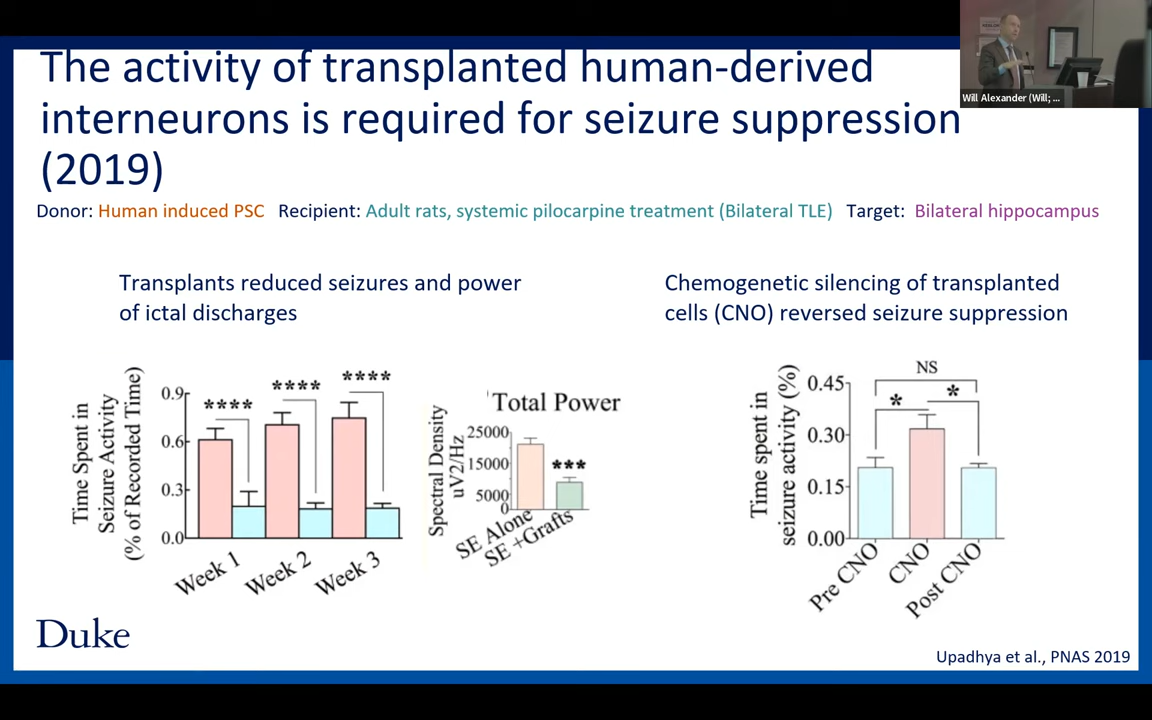 The activity of transplanted human-derived
interneurons is required for seizure suppression
(2019)
Will Alexander (Will; ...
Donor: Human induced PSC Recipient: Adult rats, systemic pilocarpine treatment (Bilateral TLE) Target: Bilateral hippocampus
Transplants reduced seizures and power
of ictal discharges
Time Spent in
Seizure Activity
(% of Recorded Time)
0.9
0.6
0.3
0.0
****
****
****
Week 1
Week 2
Week 3
Total Power
Spectral Density
uV2/Hz
25000
15000
5000
0
***
SE Alone
SE +Grafts
Chemogenetic silencing of transplanted
cells (CNO) reversed seizure suppression
Time spent in
seizure activity (%)
0.45
0.30
0.15
0.00
NS
*
*
Pre CNO
CNO
Post CNO
Duke
Upadhya et al., PNAS 2019